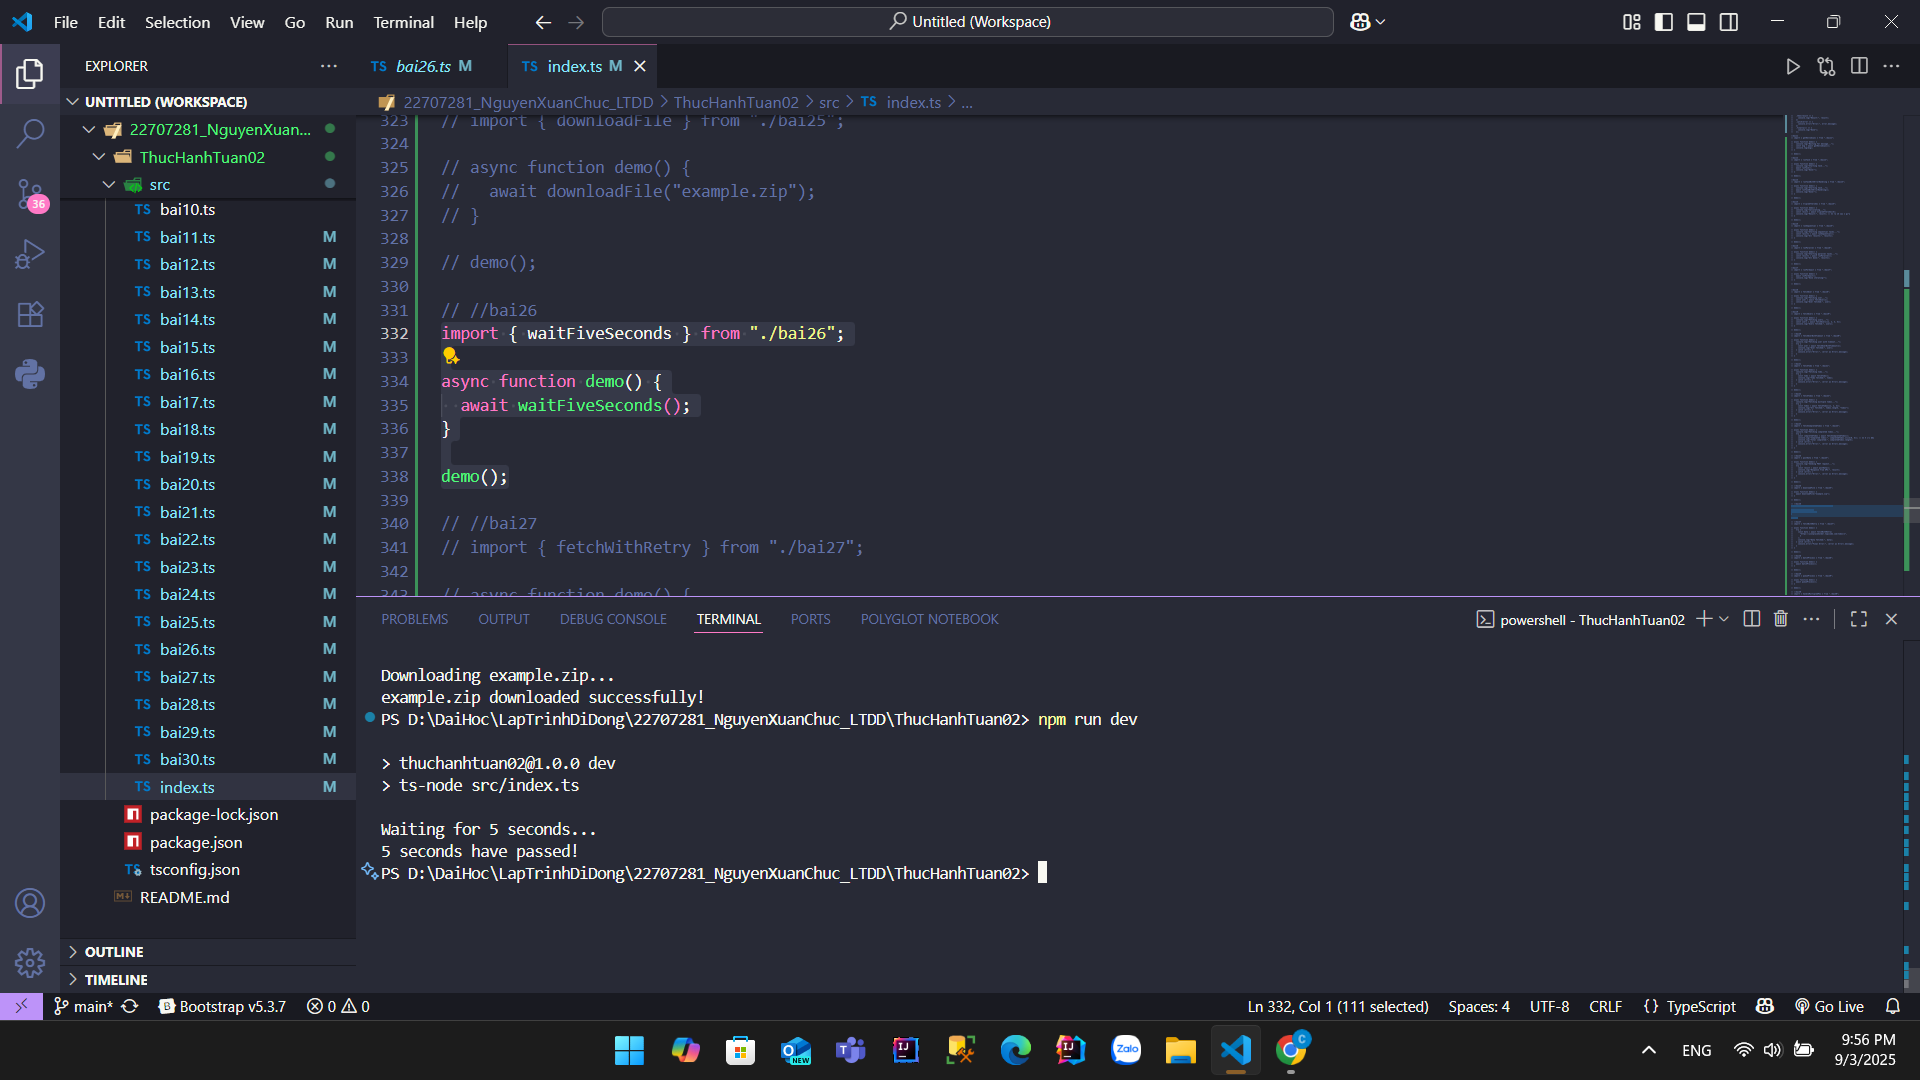 File Edit Selection View Go Run Terminal Help
Untitled (Workspace)
EXPLORER
UNTITLED (WORKSPACE)
22707281_NguyenXuan...
ThucHanhTuan02
src
36
TS bai10.ts
TS bai11.ts M
TS bai12.ts M
TS bai13.ts M
TS bai14.ts M
TS bai15.ts M
TS bai16.ts M
TS bai17.ts M
TS bai18.ts M
TS bai19.ts M
TS bai20.ts M
TS bai21.ts M
TS bai22.ts M
TS bai23.ts M
TS bai24.ts M
TS bai25.ts M
TS bai26.ts M
TS bai27.ts M
TS bai28.ts M
TS bai29.ts M
TS bai30.ts M
TS index.ts M
package-lock.json
package.json
TS tsconfig.json
README.md
OUTLINE
TIMELINE
TS bai26.ts M
TS index.ts M
22707281_NguyenXuanChuc_LTDD > ThucHanhTuan02 > src > TS index.ts > ...
323 // import { downloadFile } from "./bai25";
324
325 // async function demo() {
326 //   await downloadFile("example.zip");
327 // }
328
329 // demo();
330
331 // //bai26
332 import { waitFiveSeconds } from "./bai26";
333
334 async function demo() {
335   await waitFiveSeconds();
336 }
337
338 demo();
339
340 // //bai27
341 // import { fetchWithRetry } from "./bai27";
342
343 // async function demo() {
PROBLEMS OUTPUT DEBUG CONSOLE TERMINAL PORTS POLYGLOT NOTEBOOK
powershell - ThucHanhTuan02
Downloading example.zip...
example.zip downloaded successfully!
PS D:\DaiHoc\LapTrinhDiDong\22707281_NguyenXuanChuc_LTDD\ThucHanhTuan02> npm run dev
> thuchanhtuan02@1.0.0 dev
> ts-node src/index.ts
Waiting for 5 seconds...
5 seconds have passed!
PS D:\DaiHoc\LapTrinhDiDong\22707281_NguyenXuanChuc_LTDD\ThucHanhTuan02>
main* Bootstrap v5.3.7 0 0
Ln 332, Col 1 (111 selected) Spaces: 4 UTF-8 CRLF {} TypeScript Go Live
ENG
9:56 PM
9/3/2025